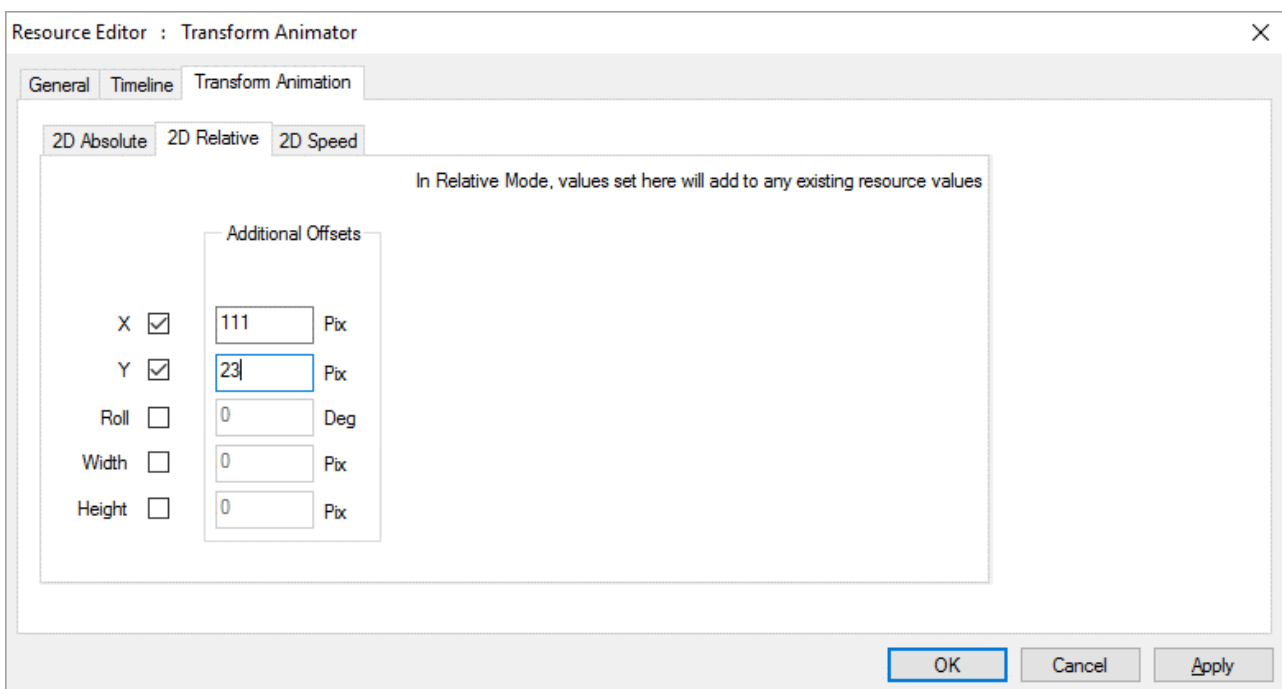 Resource Editor : Transform Animator
General Timeline Transform Animation
2D Absolute 2D Relative 2D Speed
In Relative Mode, values set here will add to any existing resource values
Additional Offsets
X 111 Pix
Y 23 Pix
Roll 0 Deg
Width 0 Pix
Height 0 Pix
OK Cancel Apply